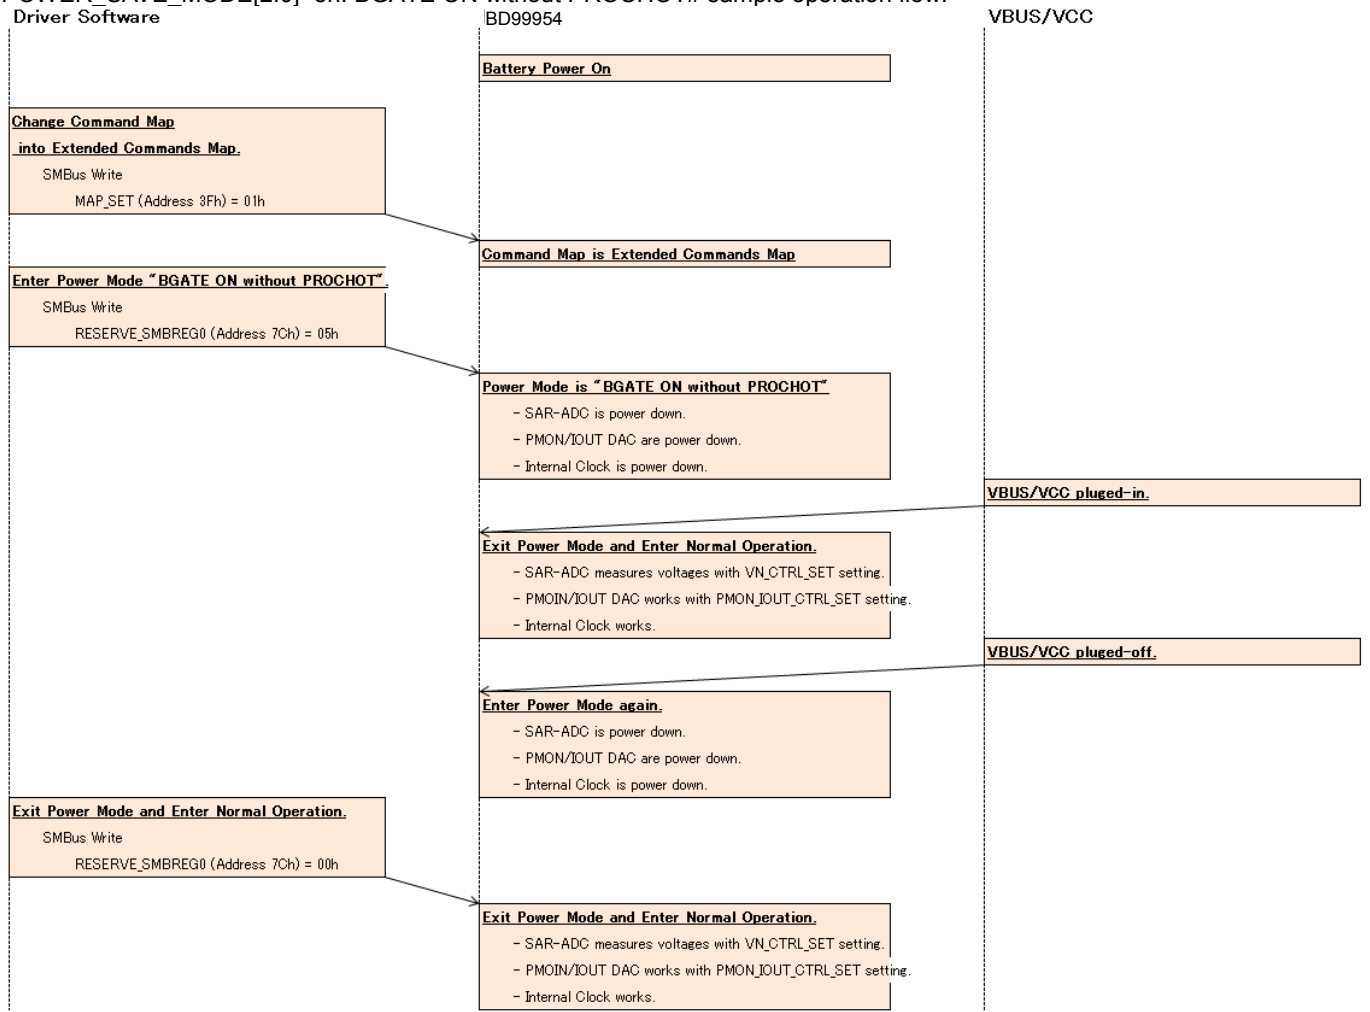 Driver Software
BD99954
VBUS/VCC
Battery Power On
Change Command Map
into Extended Commands Map.
SMBus Write
MAP_SET (Address 3Fh) = 01h
Command Map is Extended Commands Map
Enter Power Mode "BGATE ON without PROCHOT".
SMBus Write
RESERVE_SMBREG0 (Address 7Ch) = 05h
Power Mode is "BGATE ON without PROCHOT"
- SAR-ADC is power down.
- PMON/IOUT DAC are power down.
- Internal Clock is power down.
VBUS/VCC pluged-in.
Exit Power Mode and Enter Normal Operation.
- SAR-ADC measures voltages with VN_CTRL_SET setting.
- PMOIN/IOUT DAC works with PMON_IOUT_CTRL_SET setting.
- Internal Clock works.
VBUS/VCC pluged-off.
Enter Power Mode again.
- SAR-ADC is power down.
- PMON/IOUT DAC are power down.
- Internal Clock is power down.
Exit Power Mode and Enter Normal Operation.
SMBus Write
RESERVE_SMBREG0 (Address 7Ch) = 00h
Exit Power Mode and Enter Normal Operation.
- SAR-ADC measures voltages with VN_CTRL_SET setting.
- PMOIN/IOUT DAC works with PMON_IOUT_CTRL_SET setting.
- Internal Clock works.